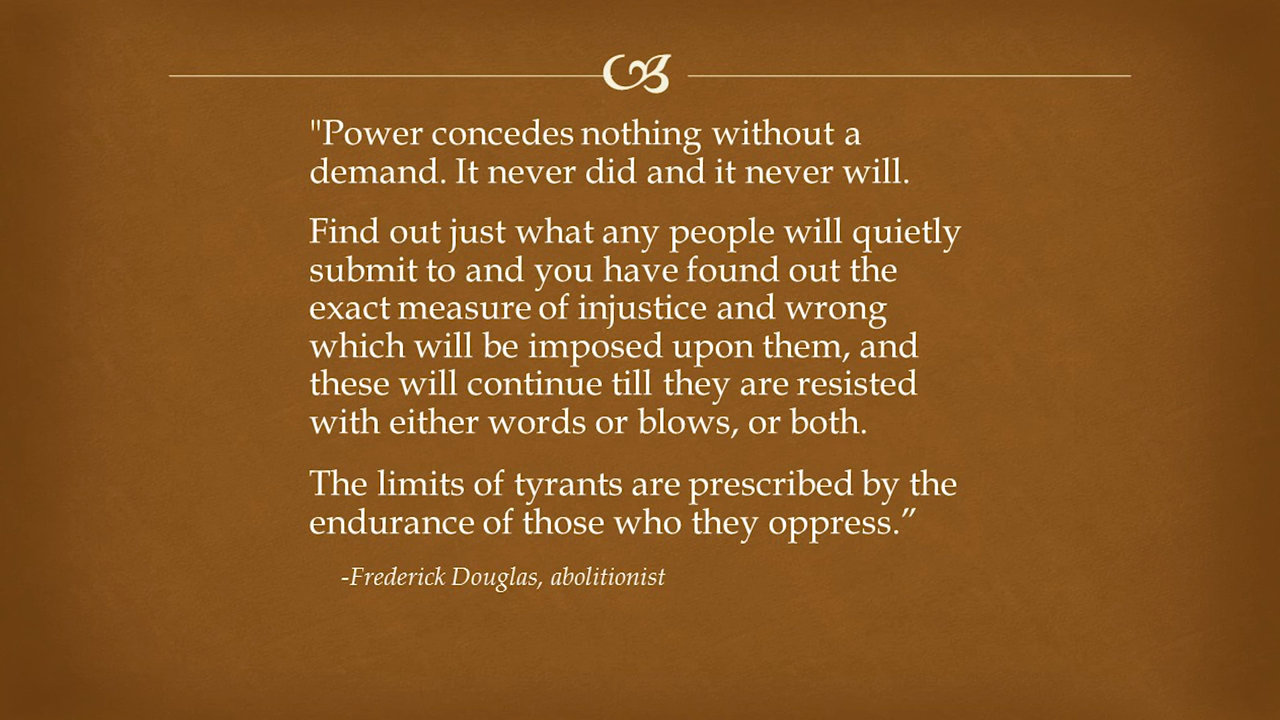 "Power concedes nothing without a
demand. It never did and it never will.
Find out just what any people will quietly
submit to and you have found out the
exact measure of injustice and wrong
which will be imposed upon them, and
these will continue till they are resisted
with either words or blows, or both.
The limits of tyrants are prescribed by the
endurance of those who they oppress.”
-Frederick Douglas, abolitionist